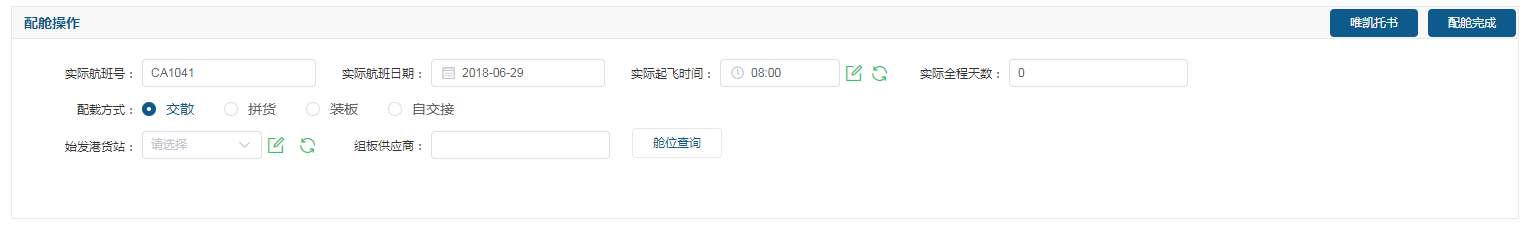 配舱操作 唯凯托书 配舱完成
实际航班号： CA1041 实际航班日期： 2018-06-29 实际起飞时间： 08:00 实际全程天数： 0
配载方式： 交散 拼货 装板 自交接
始发港货站： 请选择 组板供应商： 舱位查询